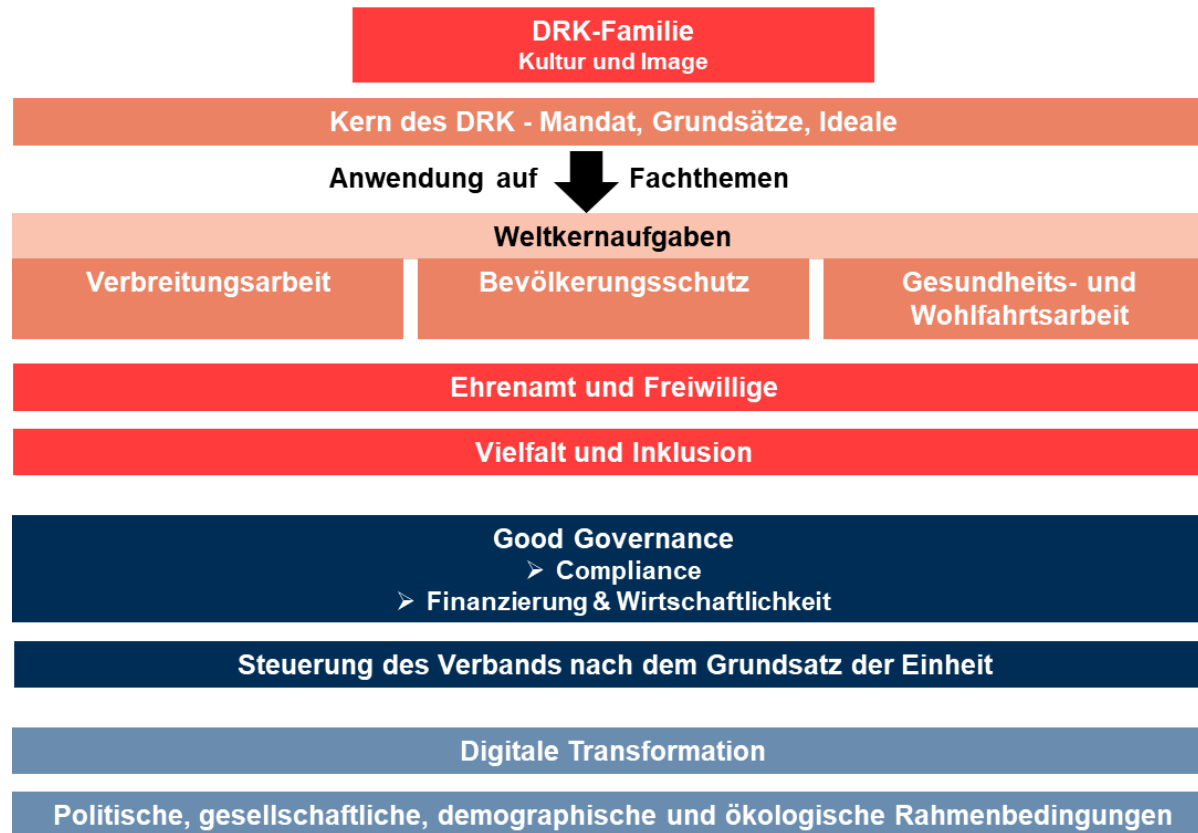 DRK-Familie
Kultur und Image
Kern des DRK - Mandat, Grundsätze, Ideale
Anwendung auf Fachthemen
Weltkernaufgaben
Verbreitungsarbeit
Bevölkerungsschutz
Gesundheits- und
Wohlfahrtsarbeit
Ehrenamt und Freiwillige
Vielfalt und Inklusion
Good Governance
➢ Compliance
➢ Finanzierung & Wirtschaftlichkeit
Steuerung des Verbands nach dem Grundsatz der Einheit
Digitale Transformation
Politische, gesellschaftliche, demographische und ökologische Rahmenbedingungen